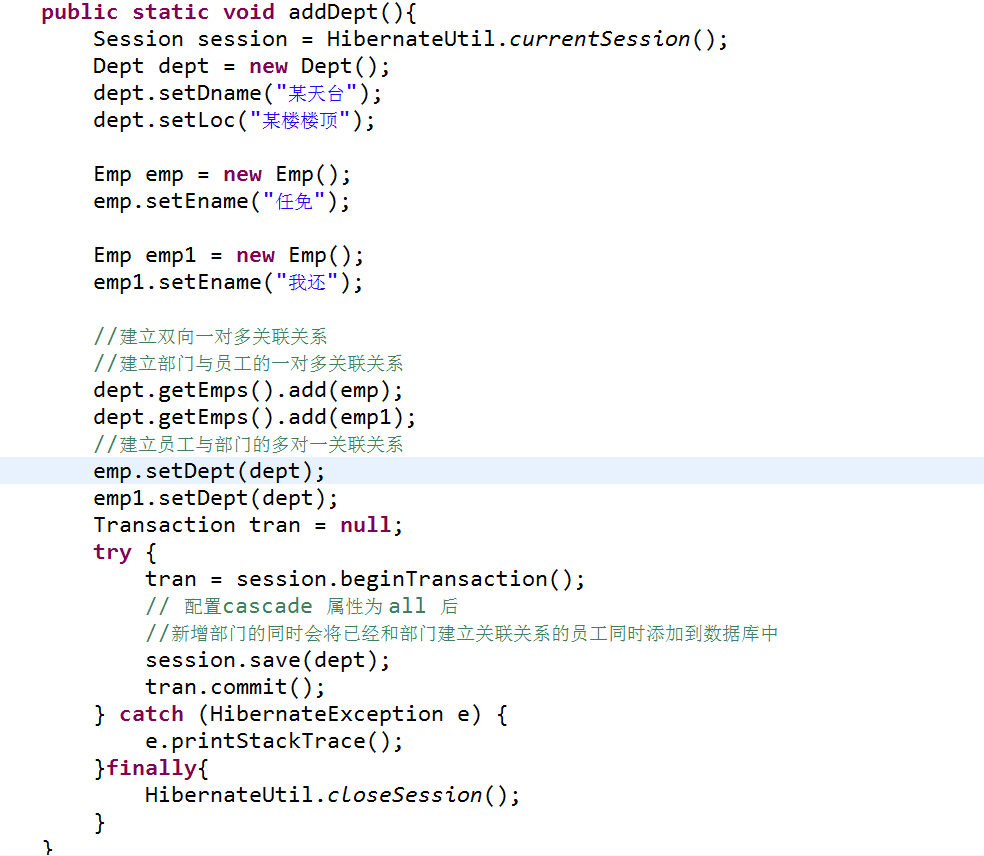 public static void addDept(){
Session session = HibernateUtil.currentSession();
Dept dept = new Dept();
dept.setDname("某天台");
dept.setLoc("某楼楼顶");
Emp emp = new Emp();
emp.setEname("任免");
Emp emp1 = new Emp();
emp1.setEname("我还");
//建立双向一对多关联关系
//建立部门与员工的一对多关联关系
dept.getEmps().add(emp);
dept.getEmps().add(emp1);
//建立员工与部门的多对一关联关系
emp.setDept(dept);
emp1.setDept(dept);
Transaction tran = null;
try {
tran = session.beginTransaction();
// 配置cascade 属性为all 后
//新增部门的同时会将已经和部门建立关联关系的员工同时添加到数据库中
session.save(dept);
tran.commit();
} catch (HibernateException e) {
e.printStackTrace();
}finally{
HibernateUtil.closeSession();
}
}